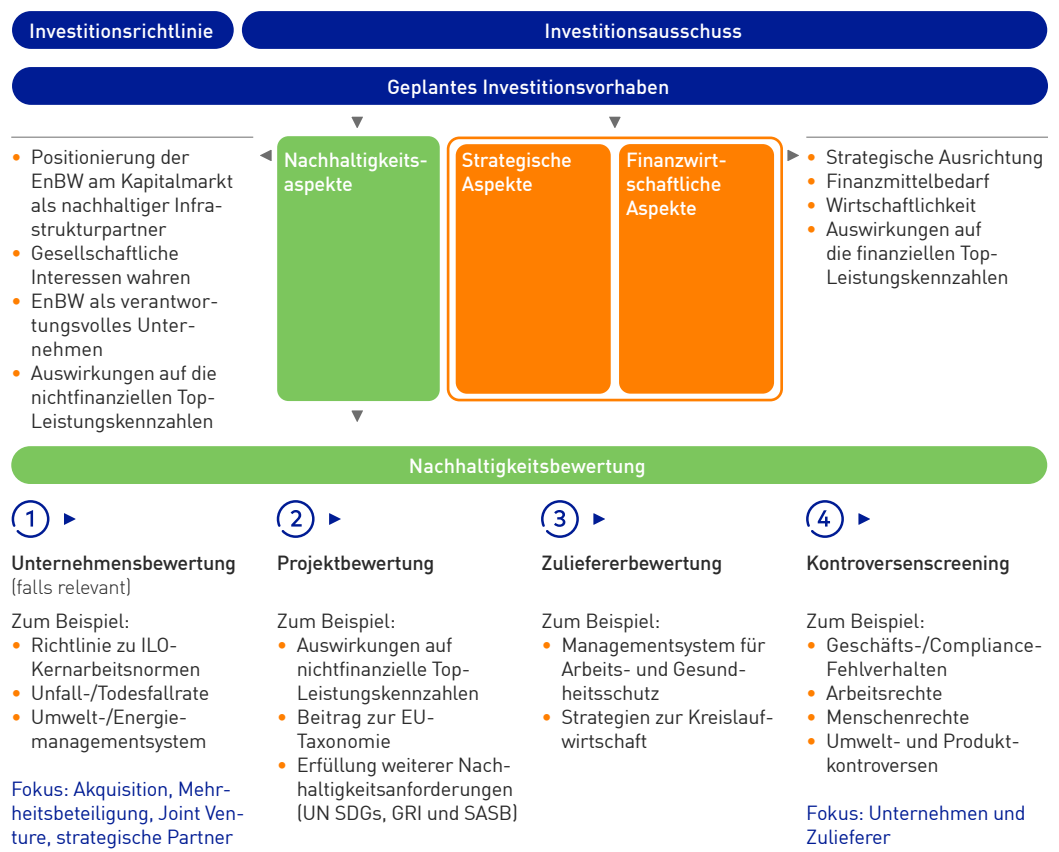 Investitionsrichtlinie
Investitionsausschuss
Geplantes Investitionsvorhaben
• Positionierung der
EnBW am Kapitalmarkt
als nachhaltiger Infra-
strukturpartner
• Gesellschaftliche
Interessen wahren
• EnBW als verantwor-
tungsvolles Unter-
nehmen
• Auswirkungen auf die
nichtfinanziellen Top-
Leistungskennzahlen
Nachhaltigkeits-
aspekte
Strategische
Aspekte
Finanzwirt-
schaftliche
Aspekte
• Strategische Ausrichtung
• Finanzmittelbedarf
• Wirtschaftlichkeit
• Auswirkungen auf
die finanziellen Top-
Leistungskennzahlen
Nachhaltigkeitsbewertung
1
Unternehmensbewertung
(falls relevant)
Zum Beispiel:
• Richtlinie zu ILO-
Kernarbeitsnormen
• Unfall-/Todesfallrate
• Umwelt-/Energie-
managementsystem
Fokus: Akquisition, Mehr-
heitsbeteiligung, Joint Ven-
ture, strategische Partner
2
Projektbewertung
Zum Beispiel:
• Auswirkungen auf
nichtfinanzielle Top-
Leistungskennzahlen
• Beitrag zur EU-
Taxonomie
• Erfüllung weiterer Nach-
haltigkeitsanforderungen
(UN SDGs, GRI und SASB)
3
Zuliefererbewertung
Zum Beispiel:
• Managementsystem für
Arbeits- und Gesund-
heitsschutz
• Strategien zur Kreislauf-
wirtschaft
4
Kontroversenscreening
Zum Beispiel:
• Geschäfts-/Compliance-
Fehlverhalten
• Arbeitsrechte
• Menschenrechte
• Umwelt- und Produkt-
kontroversen
Fokus: Unternehmen und
Zulieferer